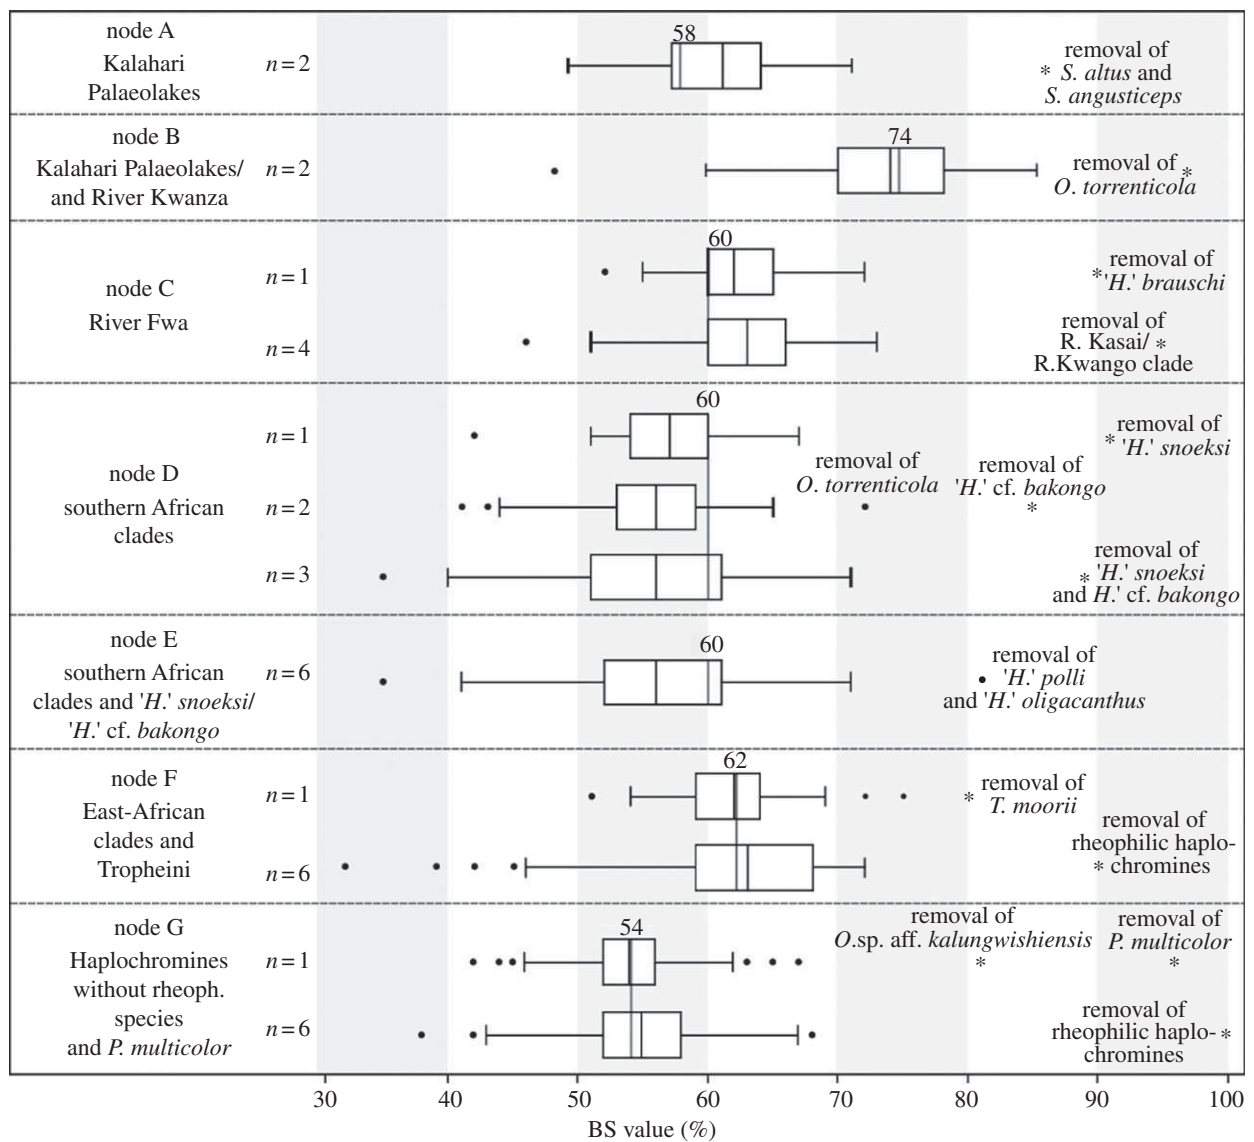 node A
Kalahari
Palaeolakes
n=2
58
removal of
* S. altus and
S. angusticeps
node B
Kalahari Palaeolakes/
and River Kwanza
n=2
74
removal of *
O. torrenticola
node C
River Fwa
n=1
60
removal of
*'H.' brauschi
n=4
removal of
R. Kasai/ *
R.Kwango clade
node D
southern African
clades
n=1
60
removal of
* 'H.' snoeksi
n=2
removal of
O. torrenticola
removal of
'H.' cf. bakongo
*
n=3
removal of
* 'H.' snoeksi
and H.' cf. bakongo
node E
southern African
clades and 'H.' snoeksi/
'H.' cf. bakongo
n=6
60
removal of
'H.' polli
and 'H.' oligacanthus
node F
East-African
clades and
Tropheini
n=1
62
* removal of
T. moorii
n=6
removal of
rheophilic haplo-
* chromines
node G
Haplochromines
without rheoph.
species
and P. multicolor
n=1
54
removal of
O.sp. aff. kalungwishiensis
*
removal of
P. multicolor
*
n=6
removal of
rheophilic haplo- *
chromines
30 40 50 60 70 80 90 100
BS value (%)